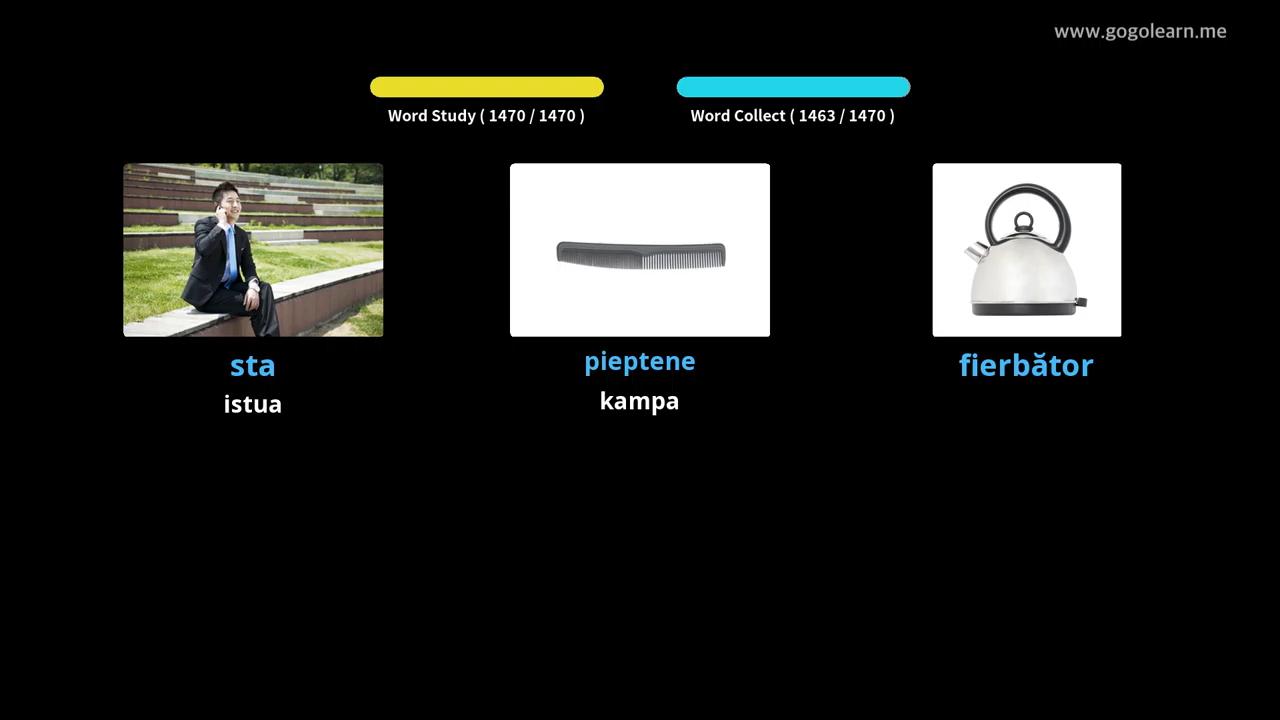 www.gogolearn.me
Word Study ( 1470 / 1470 )
Word Collect ( 1463 / 1470 )
sta
istua
pieptene
kampa
fierbător